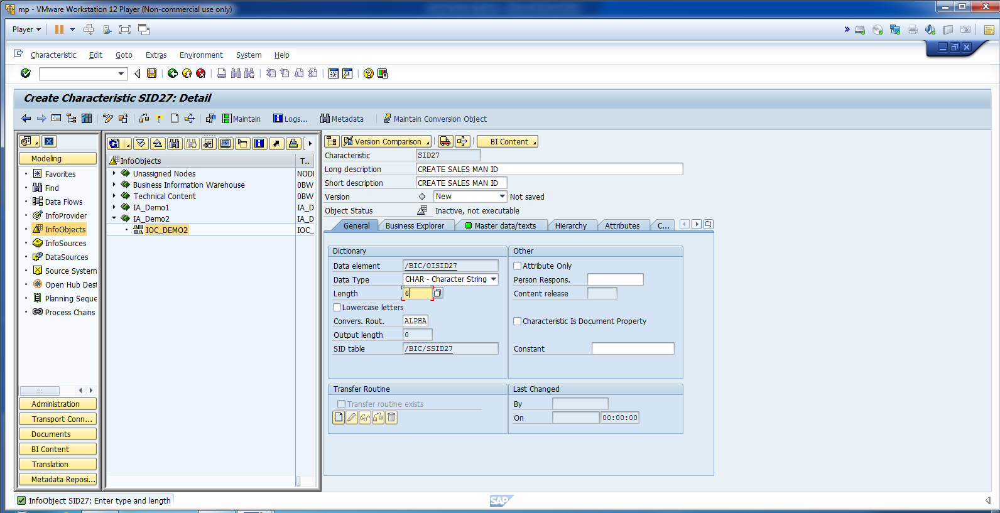 mp - VMware Workstation 12 Player (Non-commercial use only)
Player
Characteristic Edit Goto Extras Environment System Help
Create Characteristic SID27: Detail
Maintain Logs... Metadata Maintain Conversion Object
Modeling
Favorites
Find
Data Flows
InfoProvider
InfoObjects
InfoSources
DataSources
Source System
Open Hub Dest
Planning Seque
Process Chains
Administration
Transport Conn...
Documents
BI Content
Translation
Metadata Reposi...
InfoObjects T..
Unassigned Nodes NODI
Business Information Warehouse 0BW
Technical Content 0BW
IA_Demo1 IA_D
IA_Demo2 IA_D
IOC_DEMO2 IOC_
Version Comparison BI Content
Characteristic SID27
Long description CREATE SALES MAN ID
Short description CREATE SALES MAN ID
Version New Not saved
Object Status Inactive, not executable
General Business Explorer Master data/texts Hierarchy Attributes C...
Dictionary
Data element /BIC/OISID27
Data Type CHAR - Character String
Length 6
Lowercase letters
Convers. Rout. ALPHA
Output length 0
SID table /BIC/SSID27
Other
Attribute Only
Person Respons.
Content release
Characteristic Is Document Property
Constant
Transfer Routine
Transfer routine exists
Last Changed
By
On 00:00:00
InfoObject SID27: Enter type and length
SAP